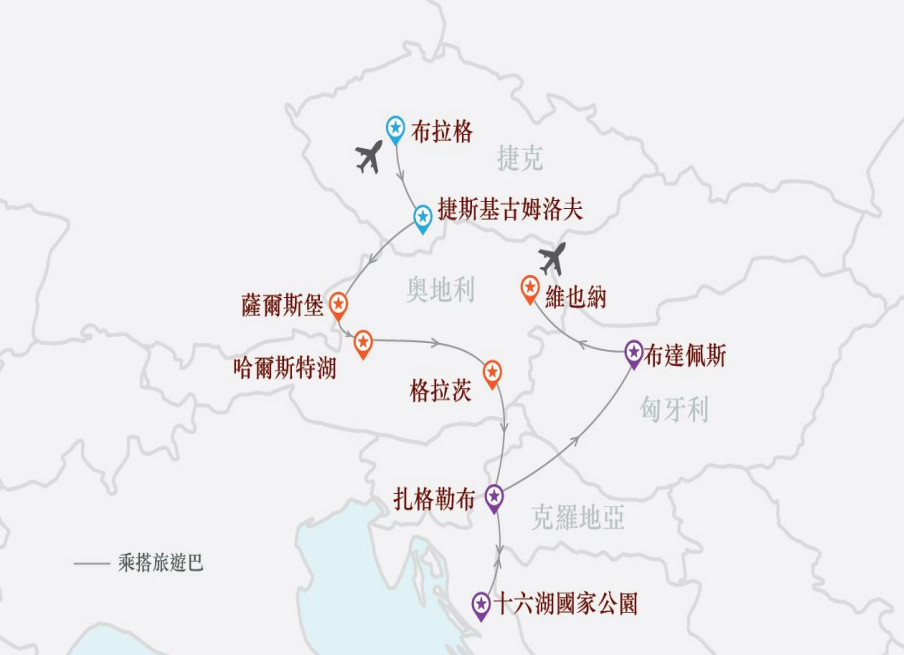 布拉格
捷克
捷斯基古姆洛夫
奧地利
維也納
薩爾斯堡
哈爾斯特湖
布達佩斯
格拉茨
匈牙利
扎格勒布
克羅地亞
乘搭旅遊巴
十六湖國家公園